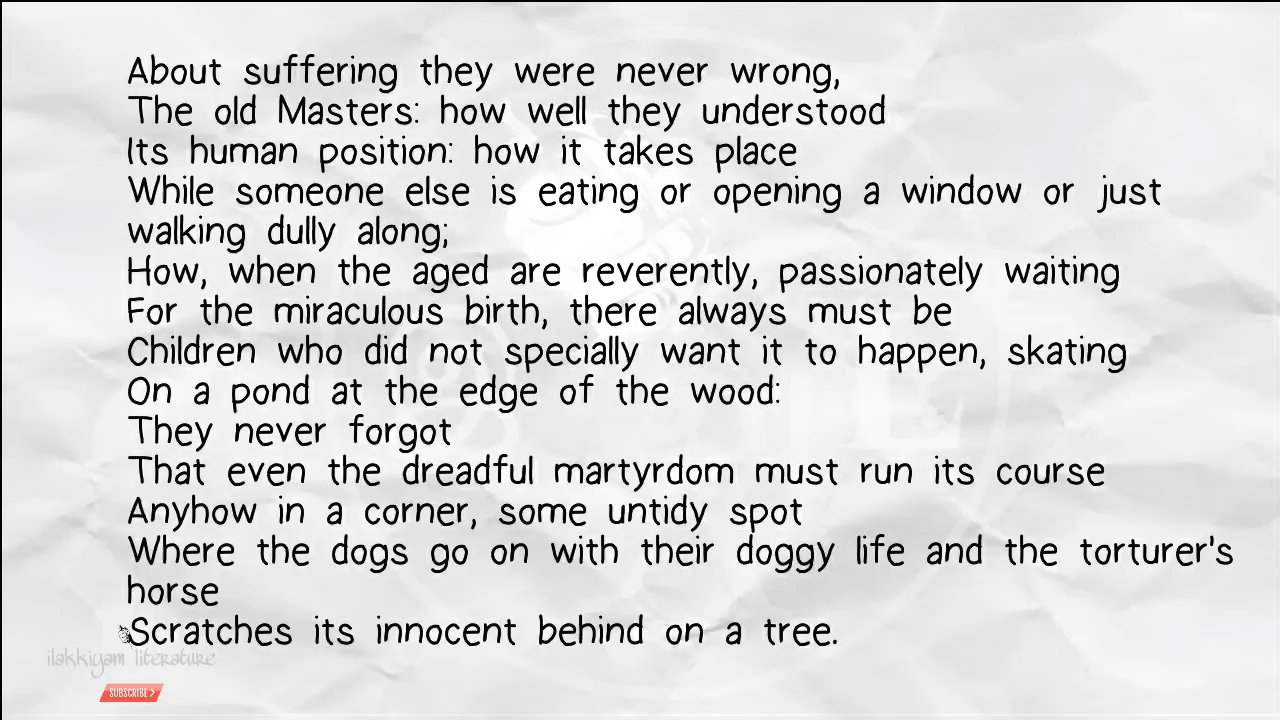 About suffering they were never wrong,
The old Masters: how well they understood
Its human position: how it takes place
While someone else is eating or opening a window or just
walking dully along;
How, when the aged are reverently, passionately waiting
For the miraculous birth, there always must be
Children who did not specially want it to happen, skating
On a pond at the edge of the wood:
They never forgot
That even the dreadful martyrdom must run its course
Anyhow in a corner, some untidy spot
Where the dogs go on with their doggy life and the torturer's
horse
Scratches its innocent behind on a tree.
ilakkiyam literature
SUBSCRIBE >